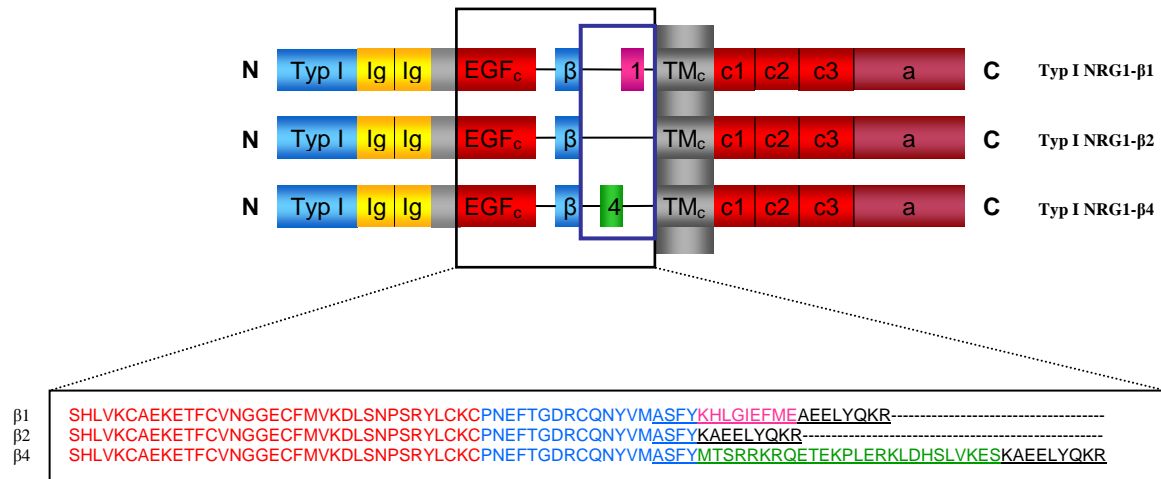 N Typ I Ig Ig EGFc β 1 TMc c1 c2 c3 a C Typ I NRG1-β1
N Typ I Ig Ig EGFc β TMc c1 c2 c3 a C Typ I NRG1-β2
N Typ I Ig Ig EGFc β 4 TMc c1 c2 c3 a C Typ I NRG1-β4
β1 SHLVKCAEKETFCVNGGECFMVKDLSNPSRYLCKCPNEFTGDRCQNYVMASFYKHLGIEFMEAEELYQKR-----------------------------------
β2 SHLVKCAEKETFCVNGGECFMVKDLSNPSRYLCKCPNEFTGDRCQNYVMASFYKAEELYQKR--------------------------------------------------
β4 SHLVKCAEKETFCVNGGECFMVKDLSNPSRYLCKCPNEFTGDRCQNYVMASFYMTSRRKRQETEKPLERKLDHSLVKESKAEELYQKR